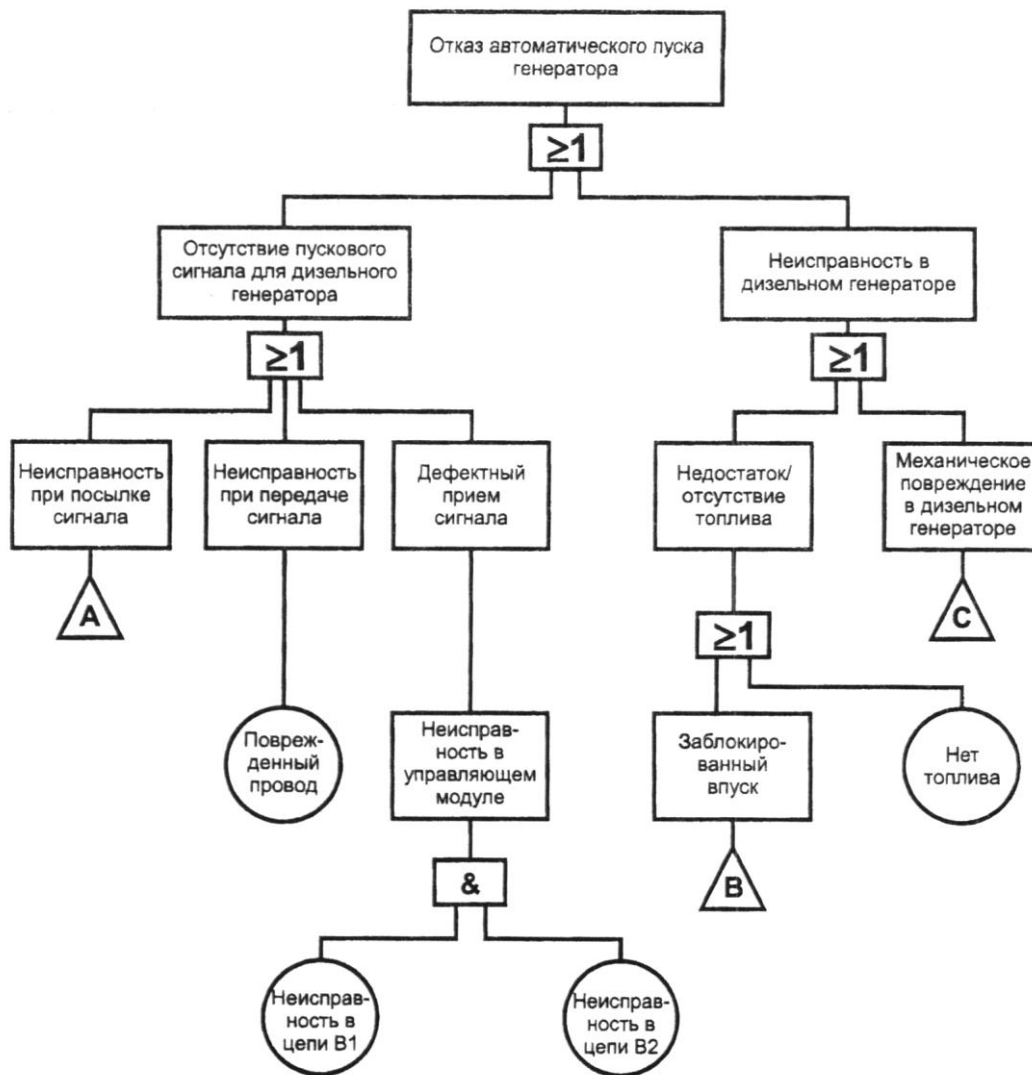 Отказ автоматического пуска
генератора
≥1
Отсутствие пускового
сигнала для дизельного
генератора
Неисправность в
дизельном генераторе
≥1
≥1
Неисправность
при посылке
сигнала
Неисправность
при передаче
сигнала
Дефектный
прием
сигнала
Недостаток/
отсутствие
топлива
Механическое
повреждение
в дизельном
генераторе
A
C
≥1
Повреж-
денный
провод
Неисправ-
ность в
управляющем
модуле
Заблокиро-
ванный
впуск
Нет
топлива
&
B
Неисправ-
ность в
цепи B1
Неисправ-
ность в
цепи B2